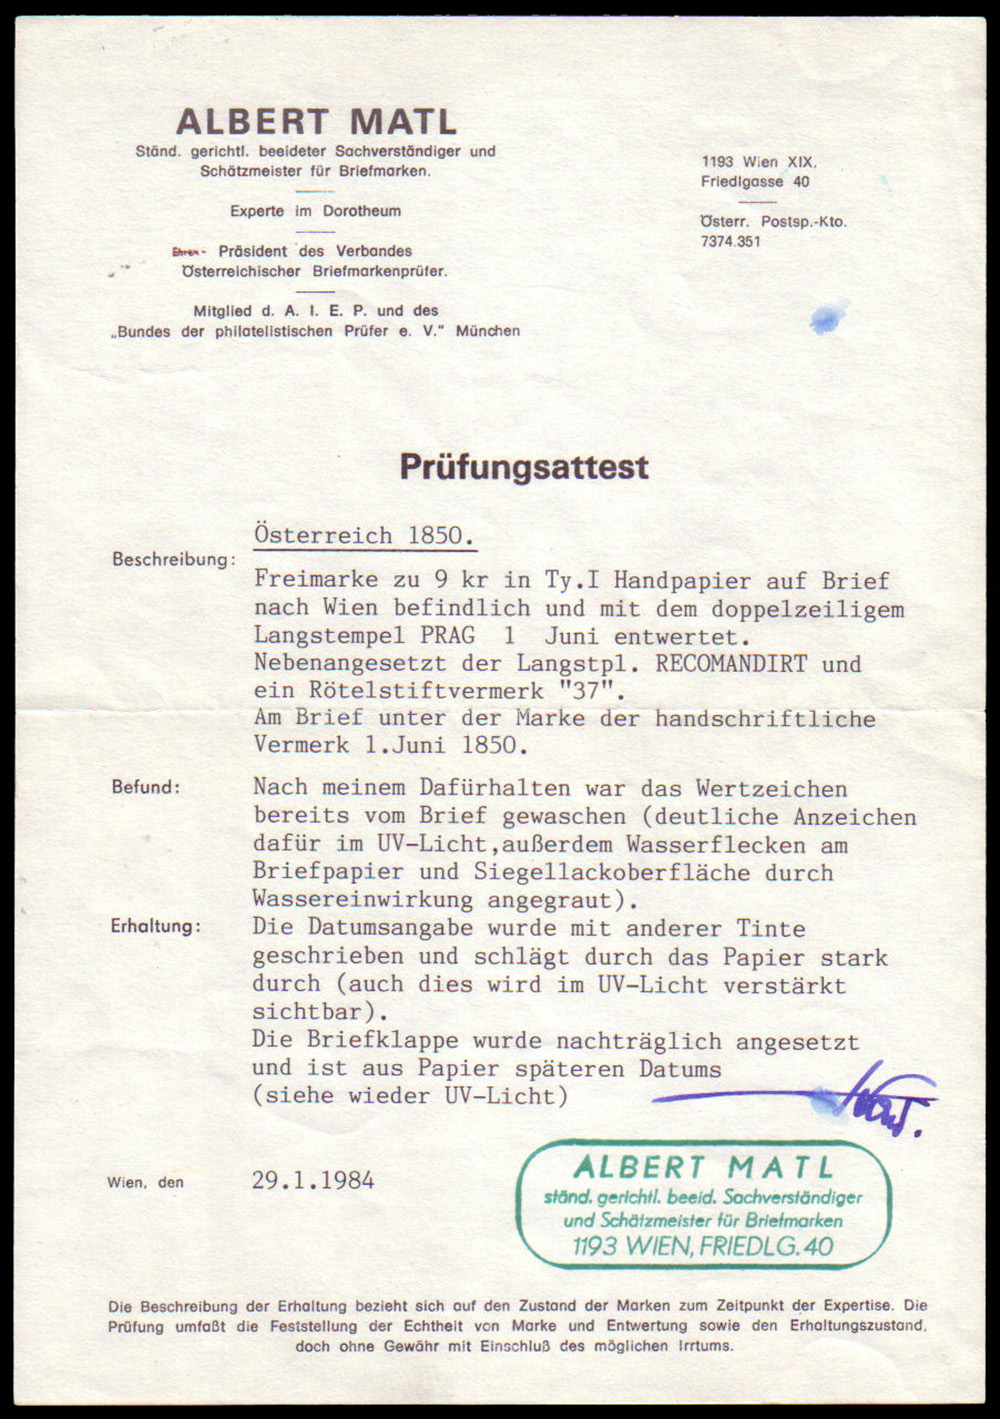 ALBERT MATL
Ständ. gerichtl. beeideter Sachverständiger und
Schätzmeister für Briefmarken.
Experte im Dorotheum
Ehren- Präsident des Verbandes
Österreichischer Briefmarkenprüfer.
Mitglied d. A. I. E. P. und des
„Bundes der philatelistischen Prüfer e. V.“ München
1193 Wien XIX.
Friedlgasse 40
Österr. Postsp.-Kto.
7374.351
Prüfungsattest
Österreich 1850.
Beschreibung:
Freimarke zu 9 kr in Ty.I Handpapier auf Brief
nach Wien befindlich und mit dem doppelzeiligem
Langstempel PRAG 1 Juni entwertet.
Nebenangesetzt der Langstpl. RECOMANDIRT und
ein Rötelstiftvermerk "37".
Am Brief unter der Marke der handschriftliche
Vermerk 1.Juni 1850.
Befund: Nach meinem Dafürhalten war das Wertzeichen
bereits vom Brief gewaschen (deutliche Anzeichen
dafür im UV-Licht,außerdem Wasserflecken am
Briefpapier und Siegellackoberfläche durch
Wassereinwirkung angegraut).
Erhaltung: Die Datumsangabe wurde mit anderer Tinte
geschrieben und schlägt durch das Papier stark
durch (auch dies wird im UV-Licht verstärkt
sichtbar).
Die Briefklappe wurde nachträglich angesetzt
und ist aus Papier späteren Datums
(siehe wieder UV-Licht)
Wien, den 29.1.1984
ALBERT MATL
ständ. gerichtl. beeid. Sachverständiger
und Schätzmeister für Briefmarken
1193 WIEN, FRIEDLG. 40
Die Beschreibung der Erhaltung bezieht sich auf den Zustand der Marken zum Zeitpunkt der Expertise. Die
Prüfung umfaßt die Feststellung der Echtheit von Marke und Entwertung sowie den Erhaltungszustand,
doch ohne Gewähr mit Einschluß des möglichen Irrtums.